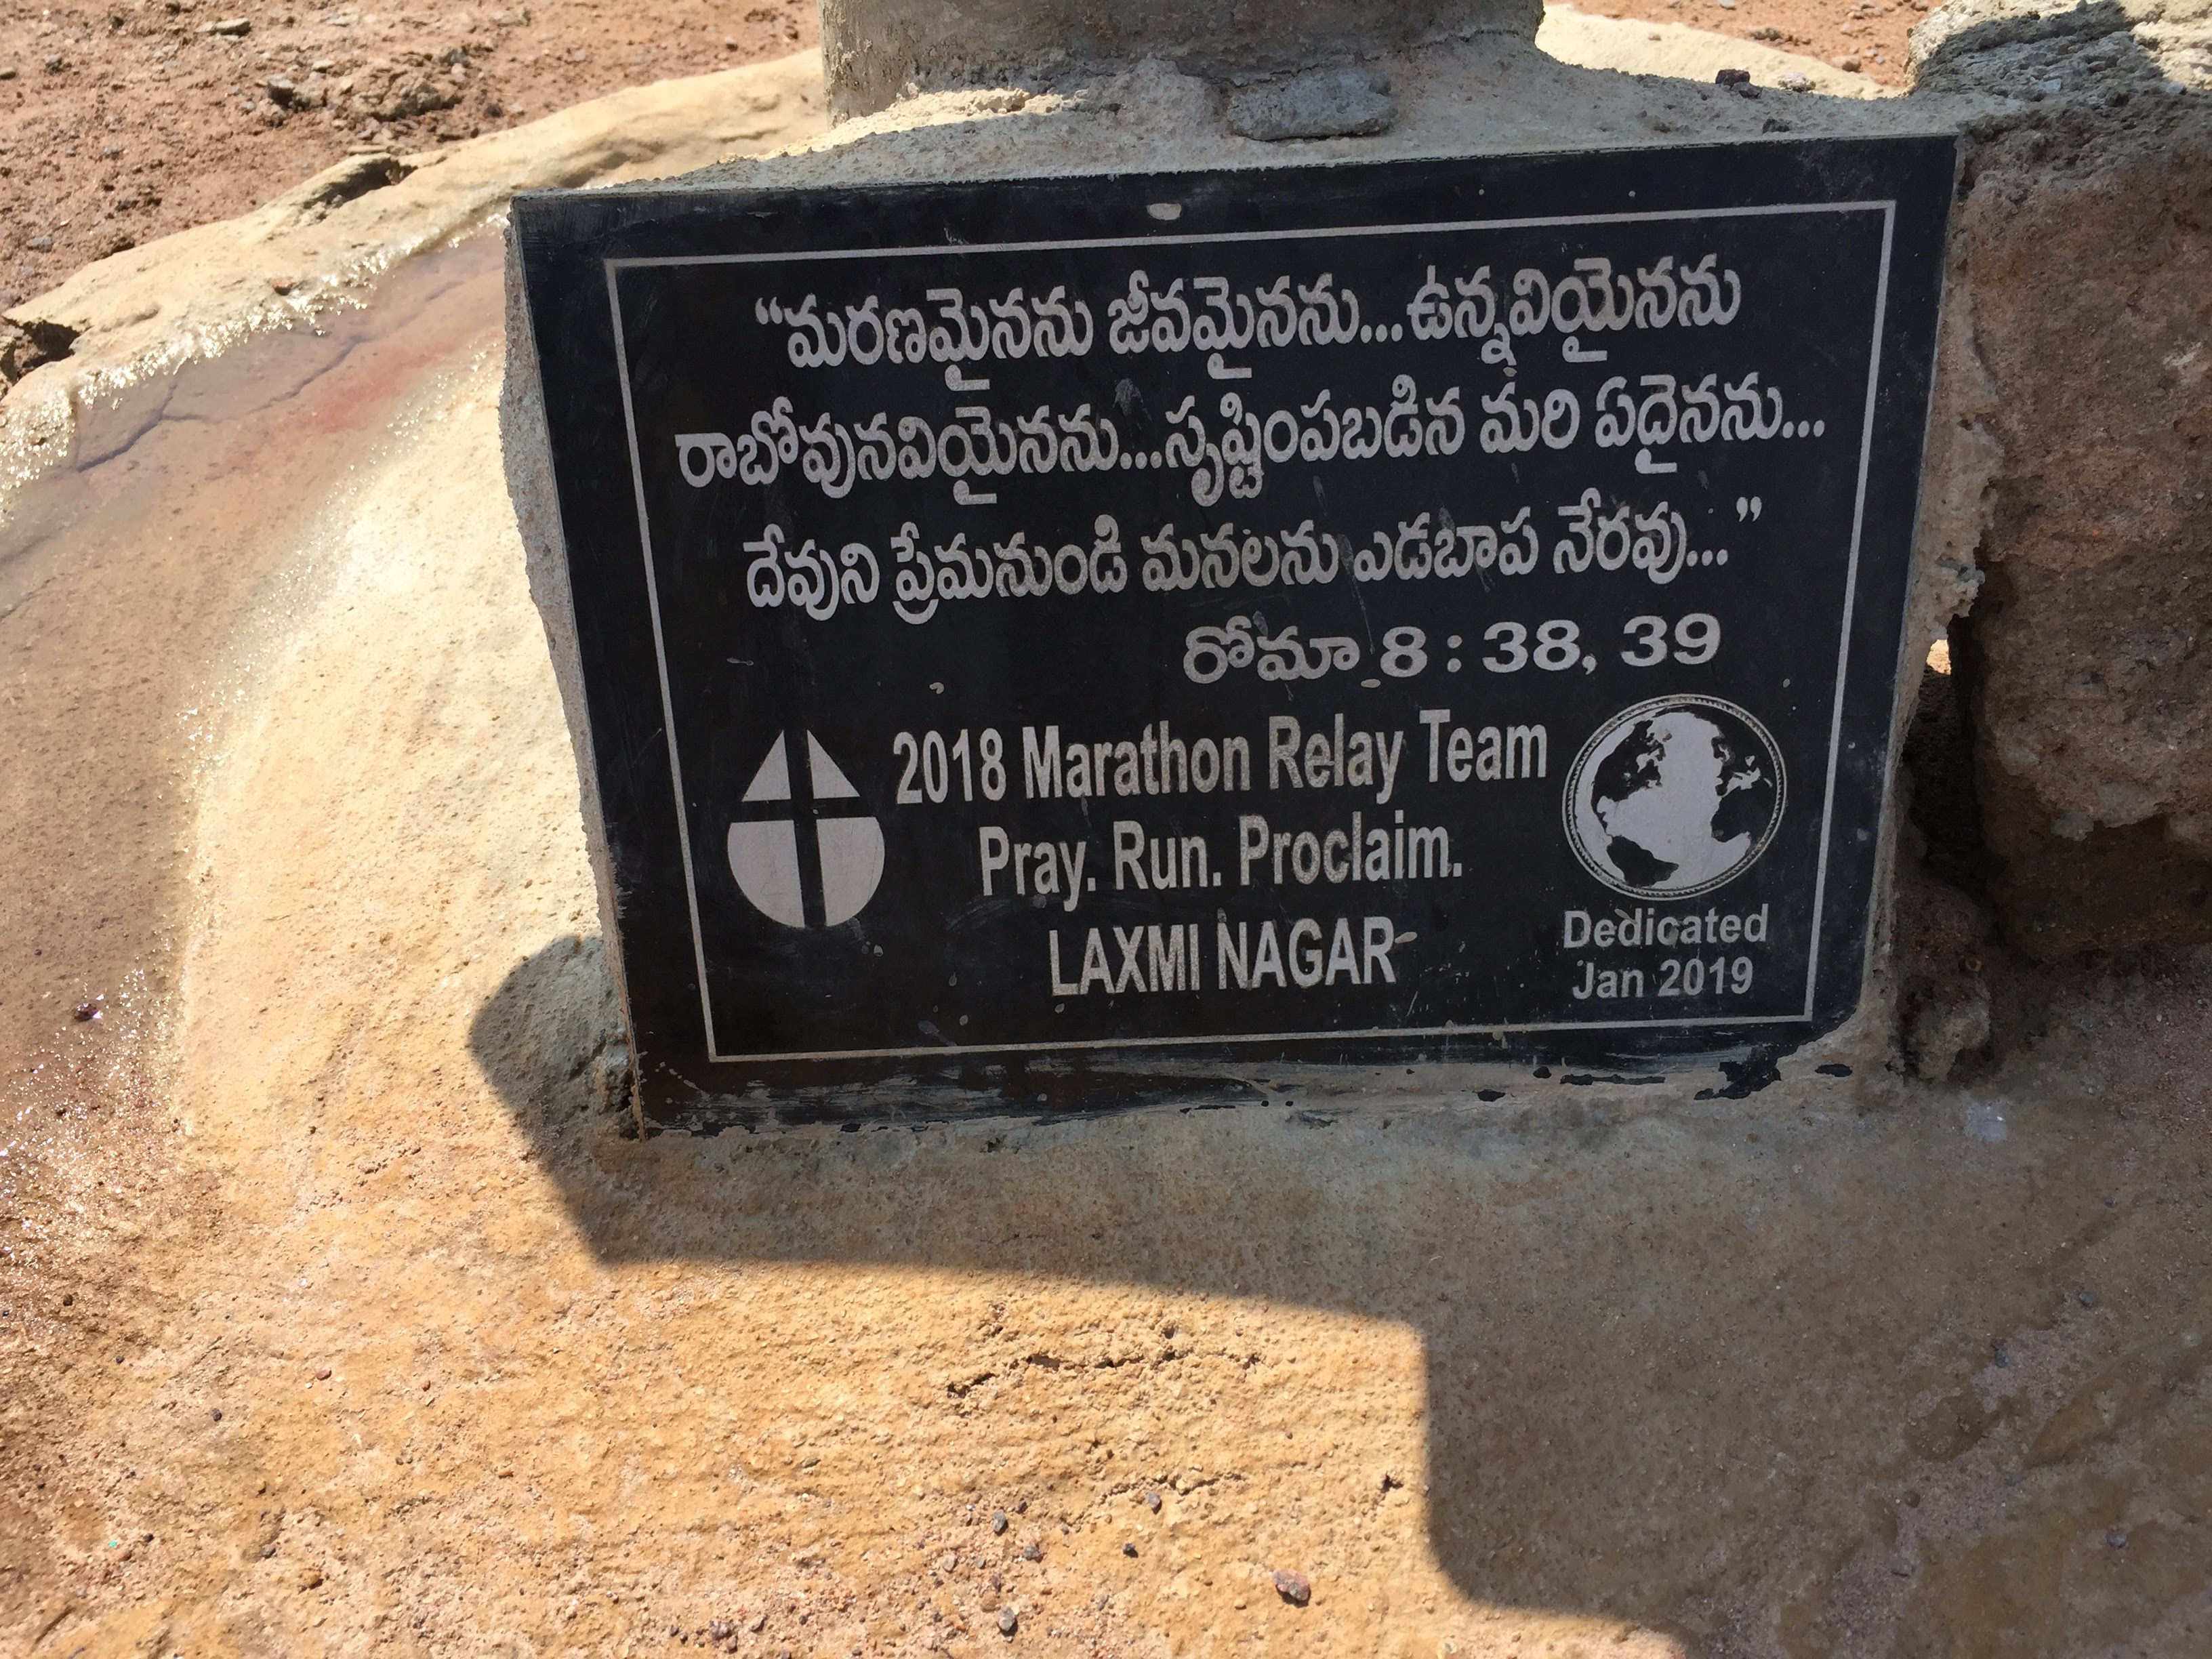 “మరణమైనను జీవమైనను...ఉన్నవియైనను
రాబోవునవియైనను...సృష్టింపబడిన మరి ఏదైనను...
దేవుని ప్రేమనుండి మనలను ఎడబాప నేరవు...”
రోమా 8 : 38, 39
2018 Marathon Relay Team
Pray. Run. Proclaim.
LAXMI NAGAR
Dedicated
Jan 2019